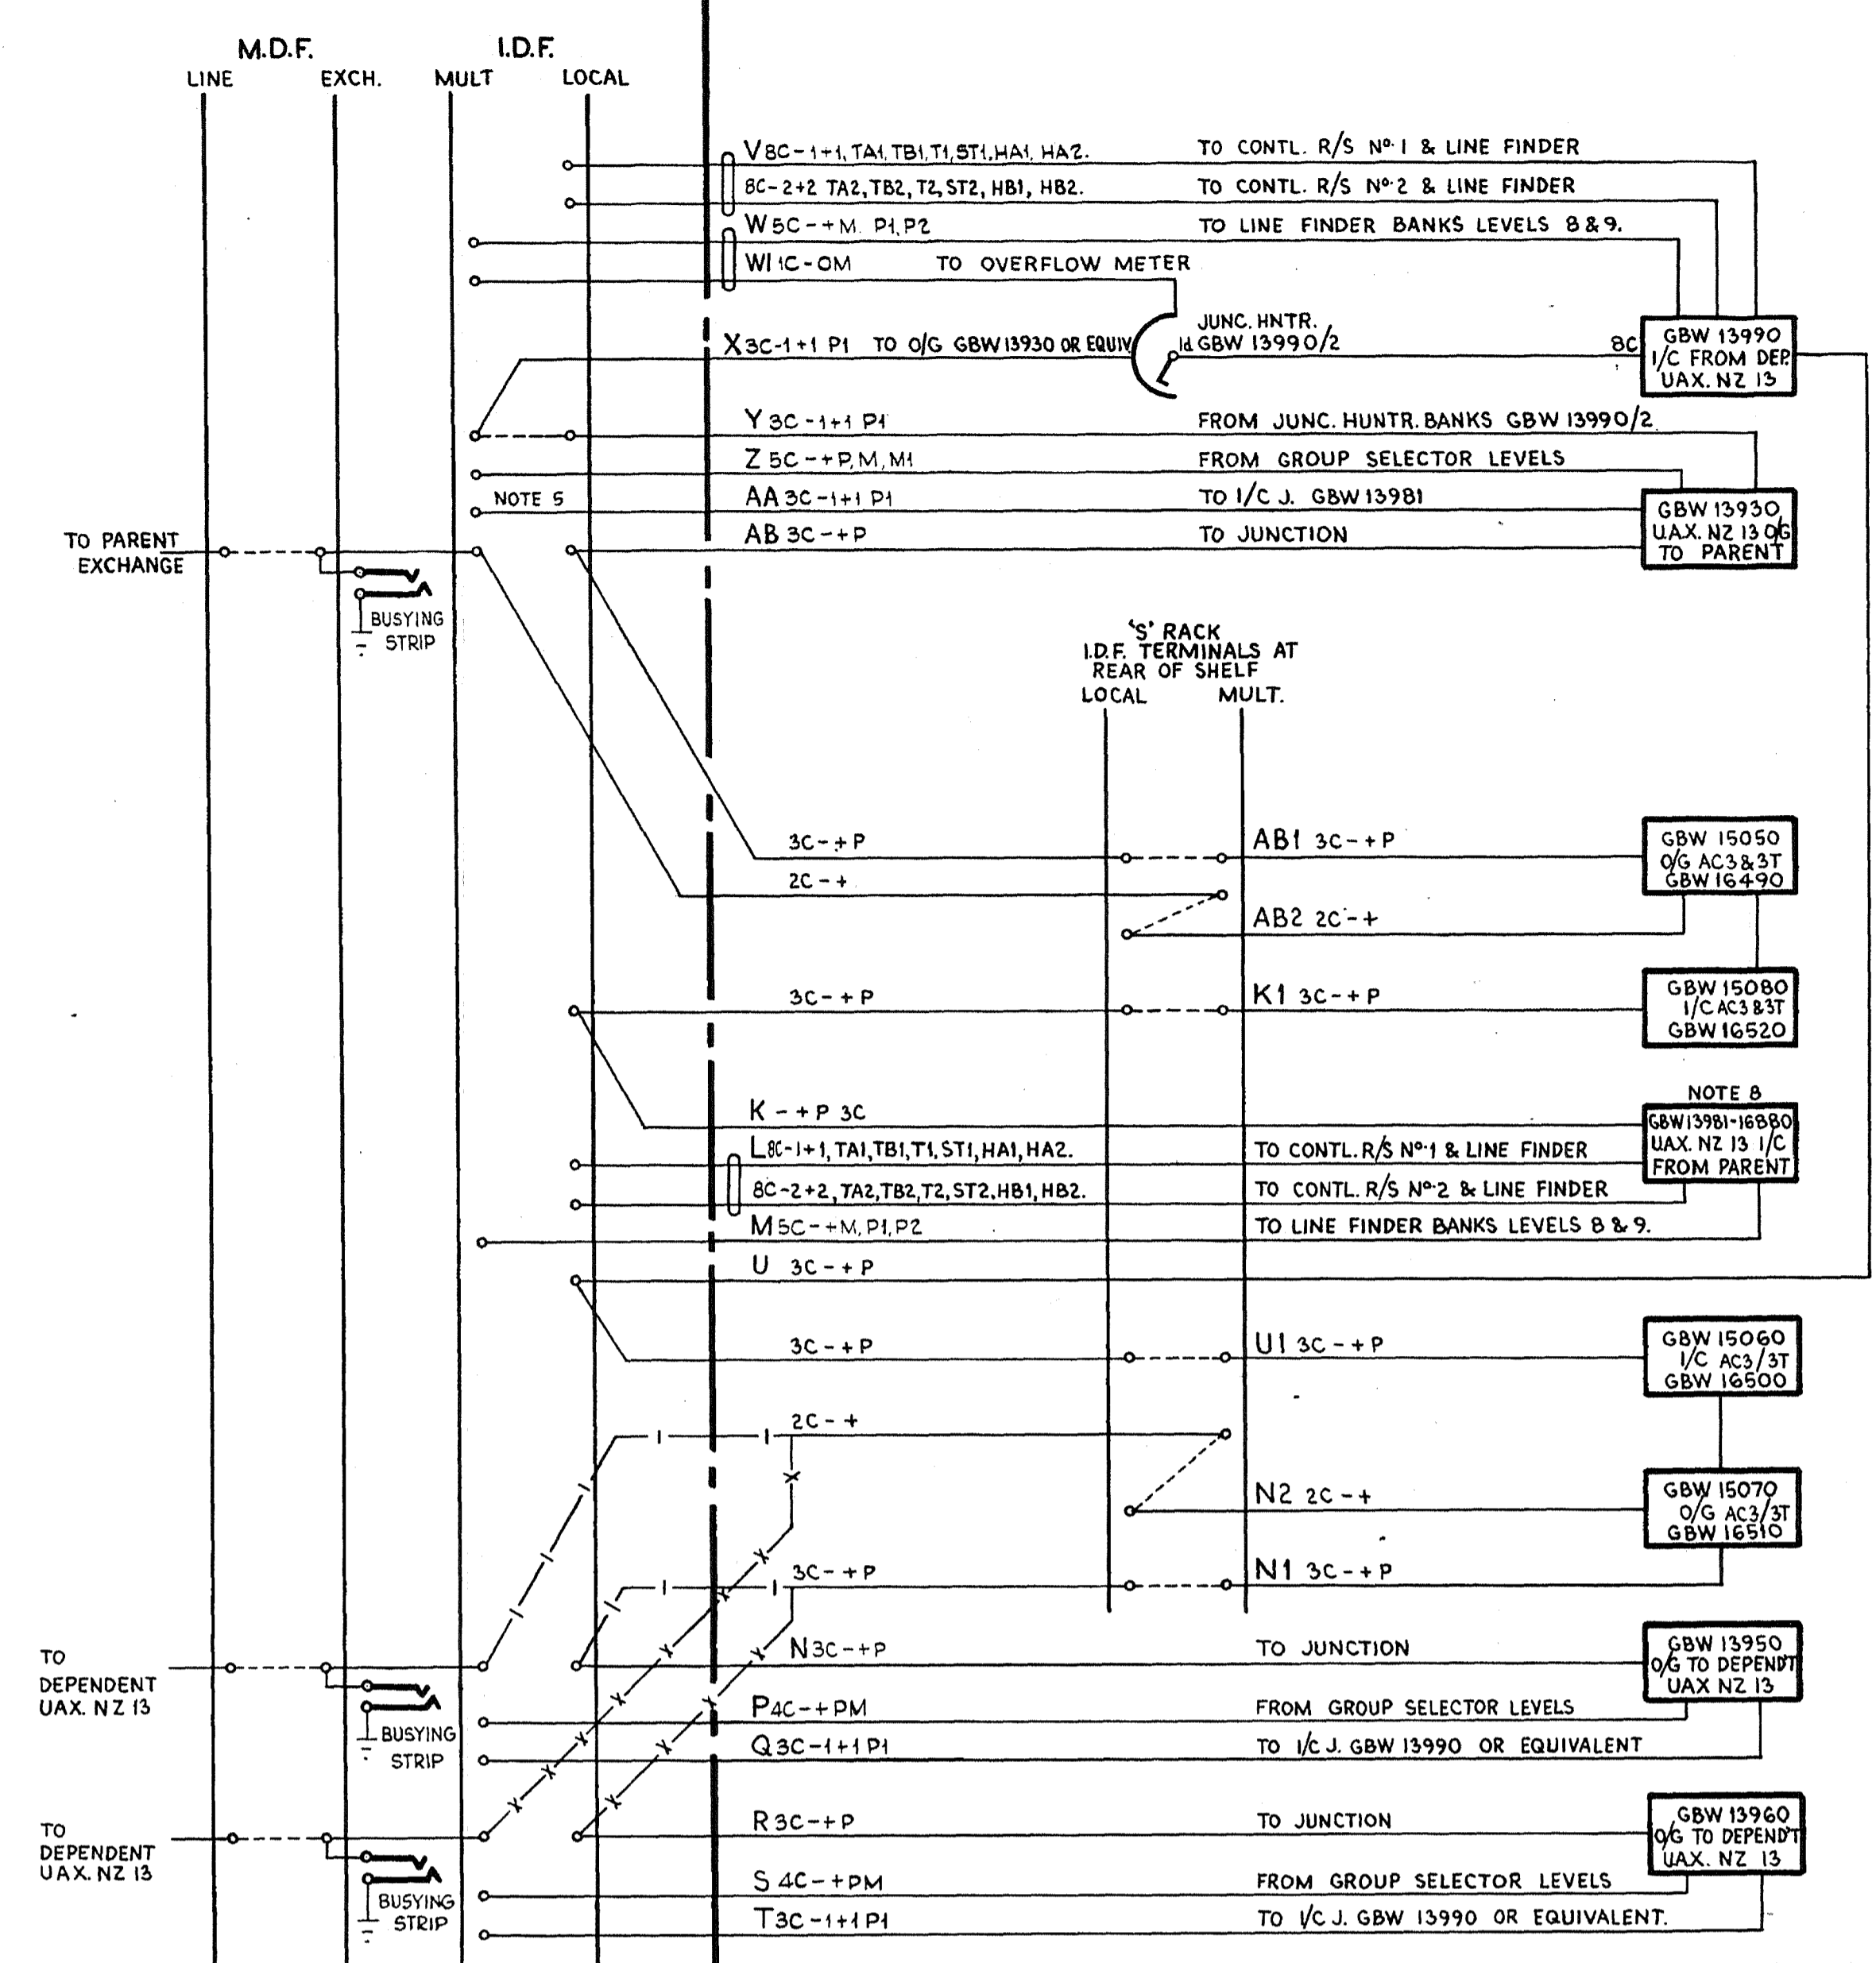 M.D.F.
I.D.F.
LINE
EXCH.
MULT
LOCAL
V 8C-1+1, TA1, TB1, T1, ST1, HA1, HA2.
TO CONTL. R/S Nº 1 & LINE FINDER
8C-2+2 TA2, TB2, T2, ST2, HB1, HB2.
TO CONTL. R/S Nº 2 & LINE FINDER
W 5C-+M. P1, P2
TO LINE FINDER BANKS LEVELS 8 & 9.
W1 1C-OM
TO OVERFLOW METER
X 3C-1+1 P1
TO O/G GBW 13930 OR EQUIV
JUNC. HNTR.
1d GBW 13990/2
8C
GBW 13990
I/C FROM DEP.
UAX. NZ 13
Y 3C-1+1 P1
FROM JUNC. HUNTR. BANKS GBW 13990/2
Z 5C-+P, M, M1
FROM GROUP SELECTOR LEVELS
NOTE 5
AA 3C-1+1 P1
TO I/C J. GBW 13981
AB 3C-+P
TO JUNCTION
GBW 13930
U.A.X. NZ 13 O/G
TO PARENT
TO PARENT
EXCHANGE
BUSYING
STRIP
'S' RACK
I.D.F. TERMINALS AT
REAR OF SHELF
LOCAL
MULT.
3C-+P
AB1 3C-+P
2C-+
AB2 2C-+
GBW 15050
O/G AC3&3T
GBW 16490
3C-+P
K1 3C-+P
GBW 15080
I/C AC3&3T
GBW 16520
K -+P 3C
NOTE 8
GBW13981-16880
UAX. NZ 13 I/C
FROM PARENT
L 8C-1+1, TA1, TB1, T1, ST1, HA1, HA2.
TO CONTL. R/S Nº 1 & LINE FINDER
8C-2+2, TA2, TB2, T2, ST2, HB1, HB2.
TO CONTL. R/S Nº 2 & LINE FINDER
M 5C-+M, P1, P2
TO LINE FINDER BANKS LEVELS 8 & 9.
U 3C-+P
3C-+P
U1 3C-+P
GBW 15060
I/C AC3/3T
GBW 16500
2C-+
N2 2C-+
GBW 15070
O/G AC3/3T
GBW 16510
3C-+P
N1 3C-+P
TO
DEPENDENT
UAX. NZ 13
BUSYING
STRIP
N 3C-+P
TO JUNCTION
GBW 13950
O/G TO DEPEND'T
UAX NZ 13
P 4C-+PM
FROM GROUP SELECTOR LEVELS
Q 3C-1+1 P1
TO I/C J. GBW 13990 OR EQUIVALENT
TO
DEPENDENT
UAX. NZ 13
BUSYING
STRIP
R 3C-+P
TO JUNCTION
GBW 13960
O/G TO DEPEND'T
UAX. NZ 13
S 4C-+PM
FROM GROUP SELECTOR LEVELS
T 3C-1+1 P1
TO I/C J. GBW 13990 OR EQUIVALENT.